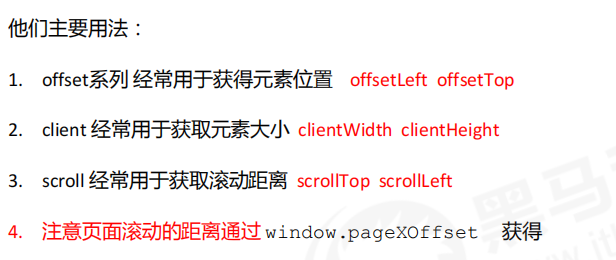 他们主要用法：
1. offset系列 经常用于获得元素位置 offsetLeft offsetTop
2. client 经常用于获取元素大小 clientWidth clientHeight
3. scroll 经常用于获取滚动距离 scrollTop scrollLeft
4. 注意页面滚动的距离通过 window.pageXOffset 获得
黑马